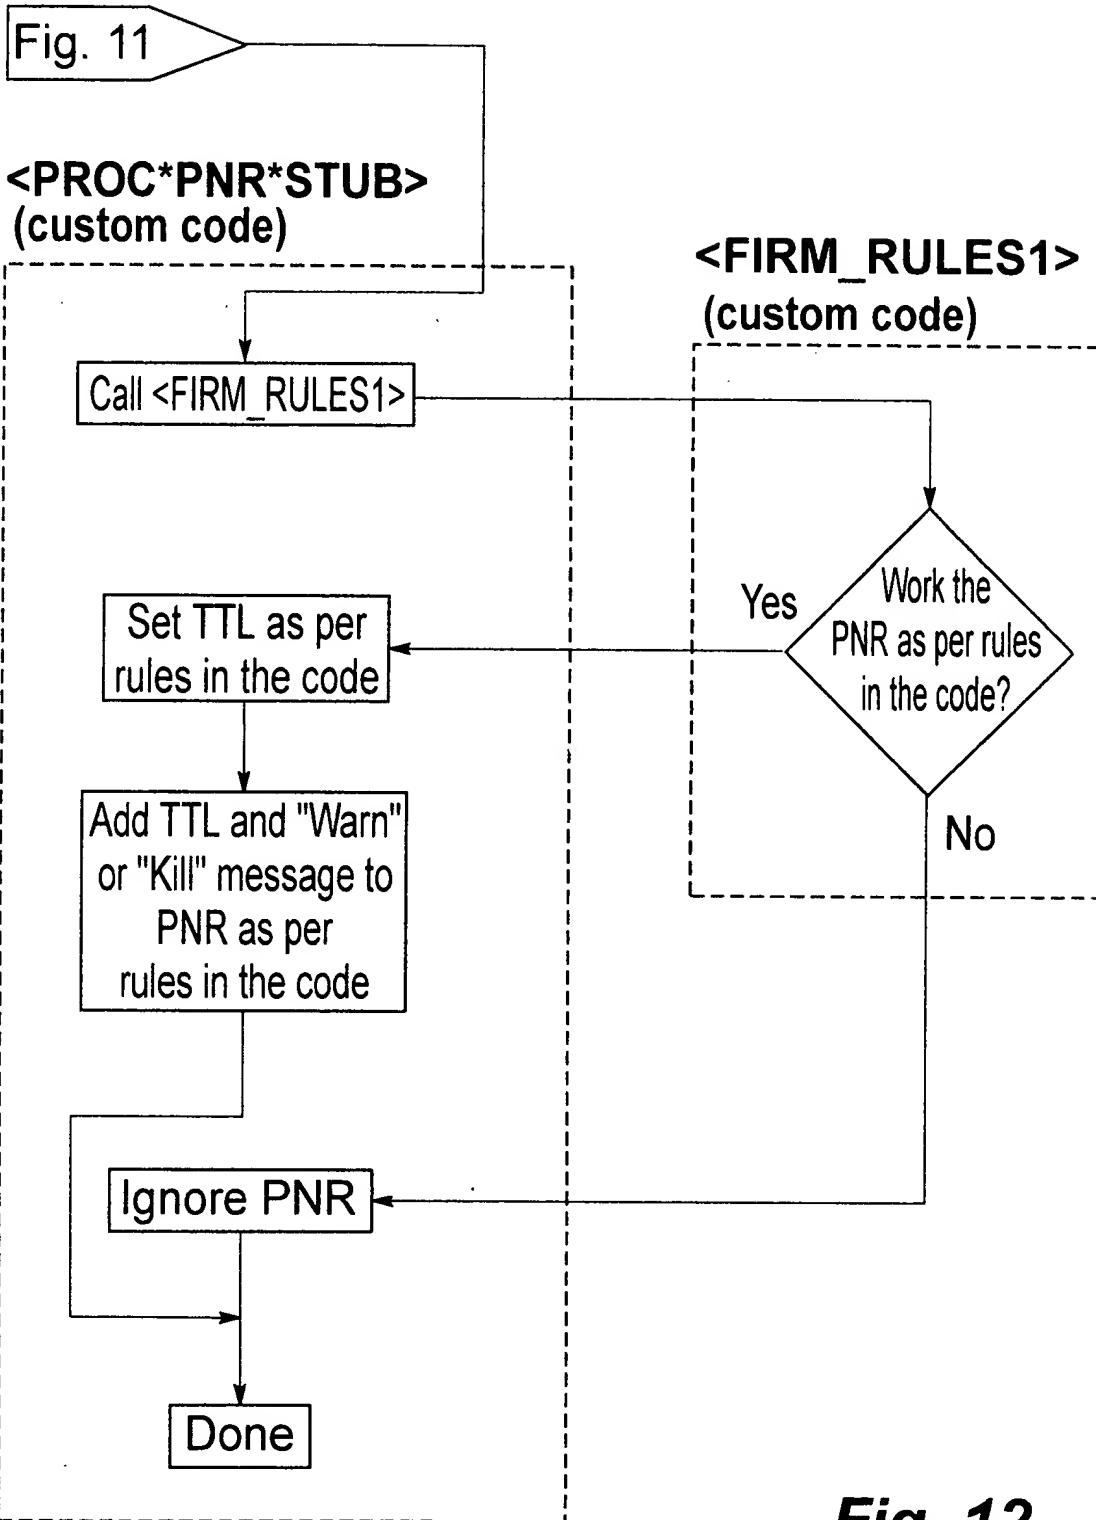 Fig. 11
<PROC*PNR*STUB>
(custom code)
<FIRM_RULES1>
(custom code)
Call <FIRM_RULES1>
Work the
PNR as per rules
in the code?
Yes
No
Set TTL as per
rules in the code
Add TTL and "Warn"
or "Kill" message to
PNR as per
rules in the code
Ignore PNR
Done
Fig. 12